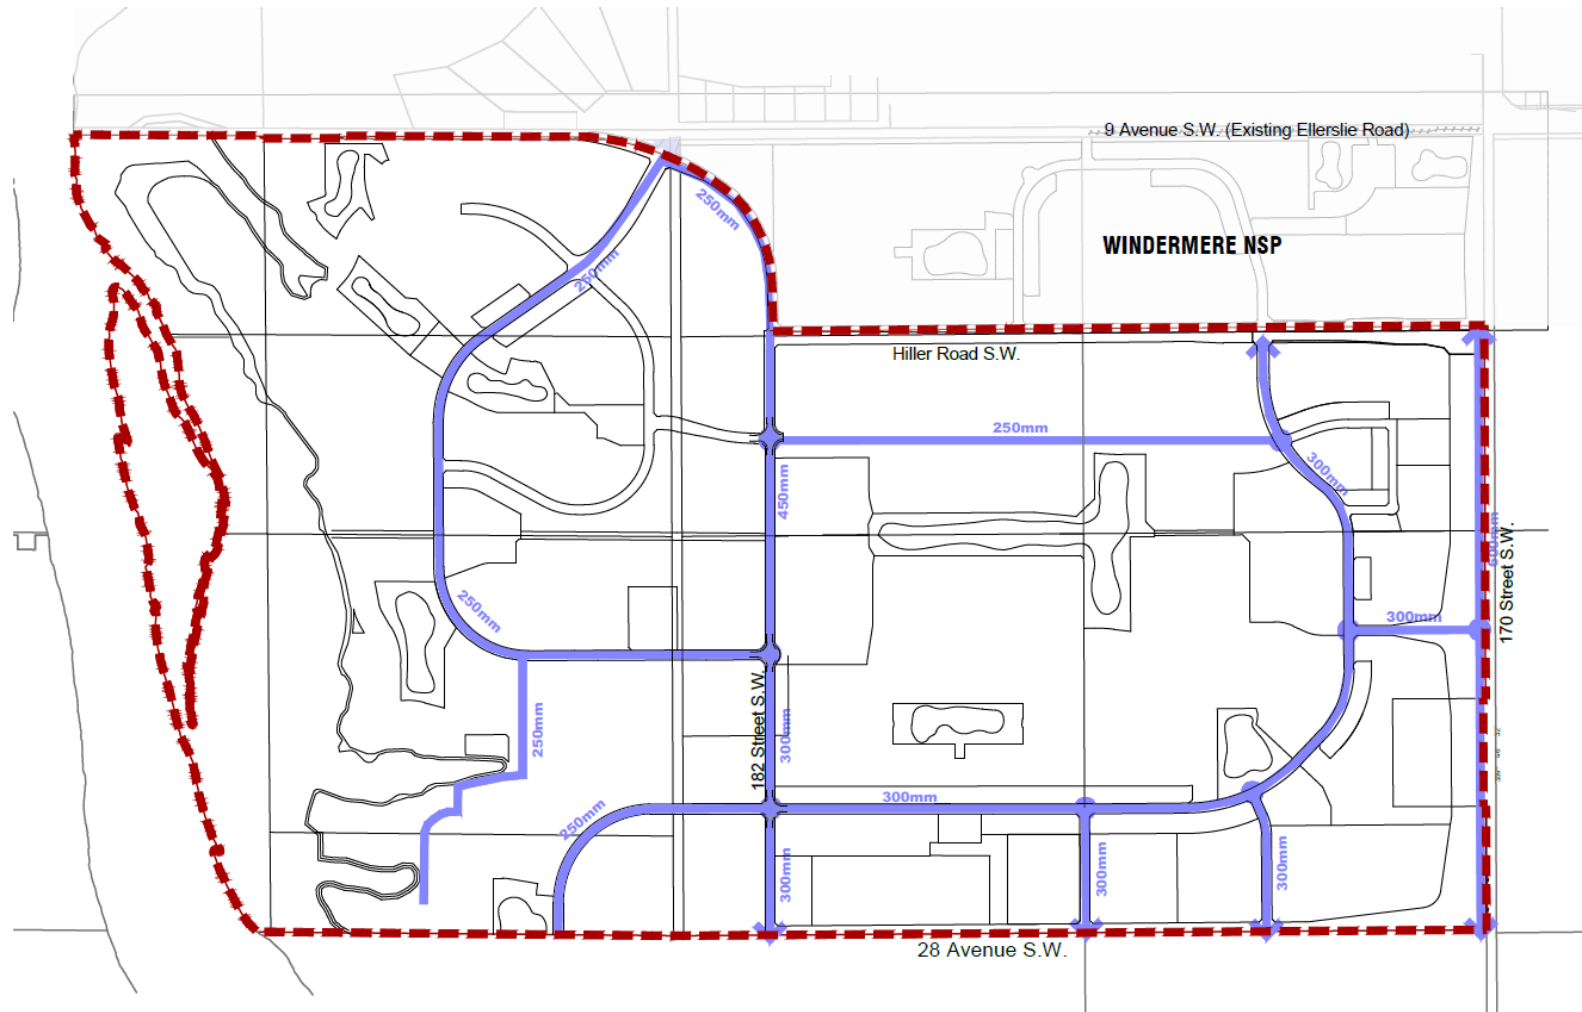 9 Avenue S.W. (Existing Ellerslie Road)
250mm
WINDERMERE NSP
250mm
Hiller Road S.W.
250mm
300mm
450mm
600mm
170 Street S.W.
250mm
300mm
250mm
182 Street S.W.
300mm
300mm
250mm
300mm
300mm
300mm
28 Avenue S.W.